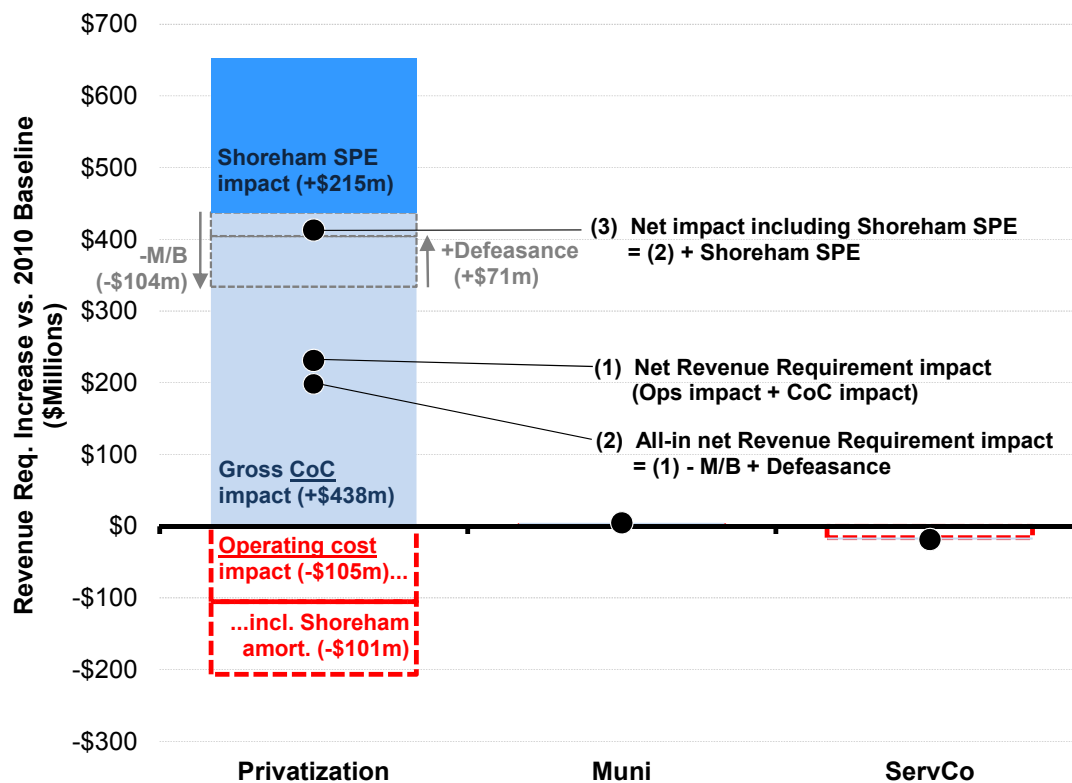 Revenue Req. Increase vs. 2010 Baseline
($Millions)
$700
$600
$500
$400
$300
$200
$100
$0
-$100
-$200
-$300
Shoreham SPE
impact (+$215m)
-M/B
(-$104m)
+Defeasance
(+$71m)
(3) Net impact including Shoreham SPE
= (2) + Shoreham SPE
(1) Net Revenue Requirement impact
(Ops impact + CoC impact)
(2) All-in net Revenue Requirement impact
= (1) - M/B + Defeasance
Gross CoC
impact (+$438m)
Operating cost
impact (-$105m)...
...incl. Shoreham
amort. (-$101m)
Privatization
Muni
ServCo